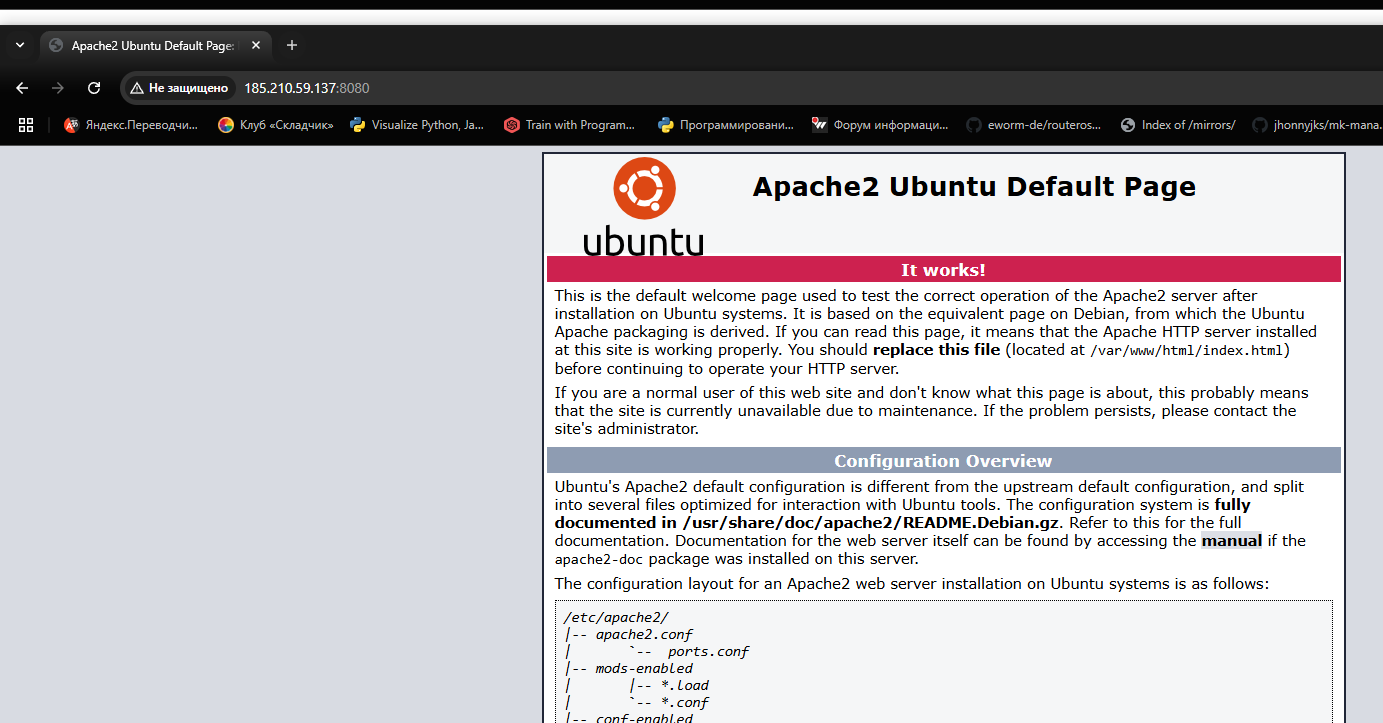 Apache2 Ubuntu Default Page:
Не защищено 185.210.59.137:8080
Яндекс.Переводчи... Клуб «Складчик» Visualize Python, Ja... Train with Program... Программировани... Форум информаци... eworm-de/routeros... Index of /mirrors/ jhonnyjks/mk-mana...
Apache2 Ubuntu Default Page
ubuntu
It works!
This is the default welcome page used to test the correct operation of the Apache2 server after
installation on Ubuntu systems. It is based on the equivalent page on Debian, from which the Ubuntu
Apache packaging is derived. If you can read this page, it means that the Apache HTTP server installed
at this site is working properly. You should replace this file (located at /var/www/html/index.html)
before continuing to operate your HTTP server.
If you are a normal user of this web site and don't know what this page is about, this probably means
that the site is currently unavailable due to maintenance. If the problem persists, please contact the
site's administrator.
Configuration Overview
Ubuntu's Apache2 default configuration is different from the upstream default configuration, and split
into several files optimized for interaction with Ubuntu tools. The configuration system is fully
documented in /usr/share/doc/apache2/README.Debian.gz. Refer to this for the full
documentation. Documentation for the web server itself can be found by accessing the manual if the
apache2-doc package was installed on this server.
The configuration layout for an Apache2 web server installation on Ubuntu systems is as follows:
/etc/apache2/
|-- apache2.conf
|       `--  ports.conf
|-- mods-enabled
|       |-- *.load
|       `-- *.conf
|-- conf-enabled